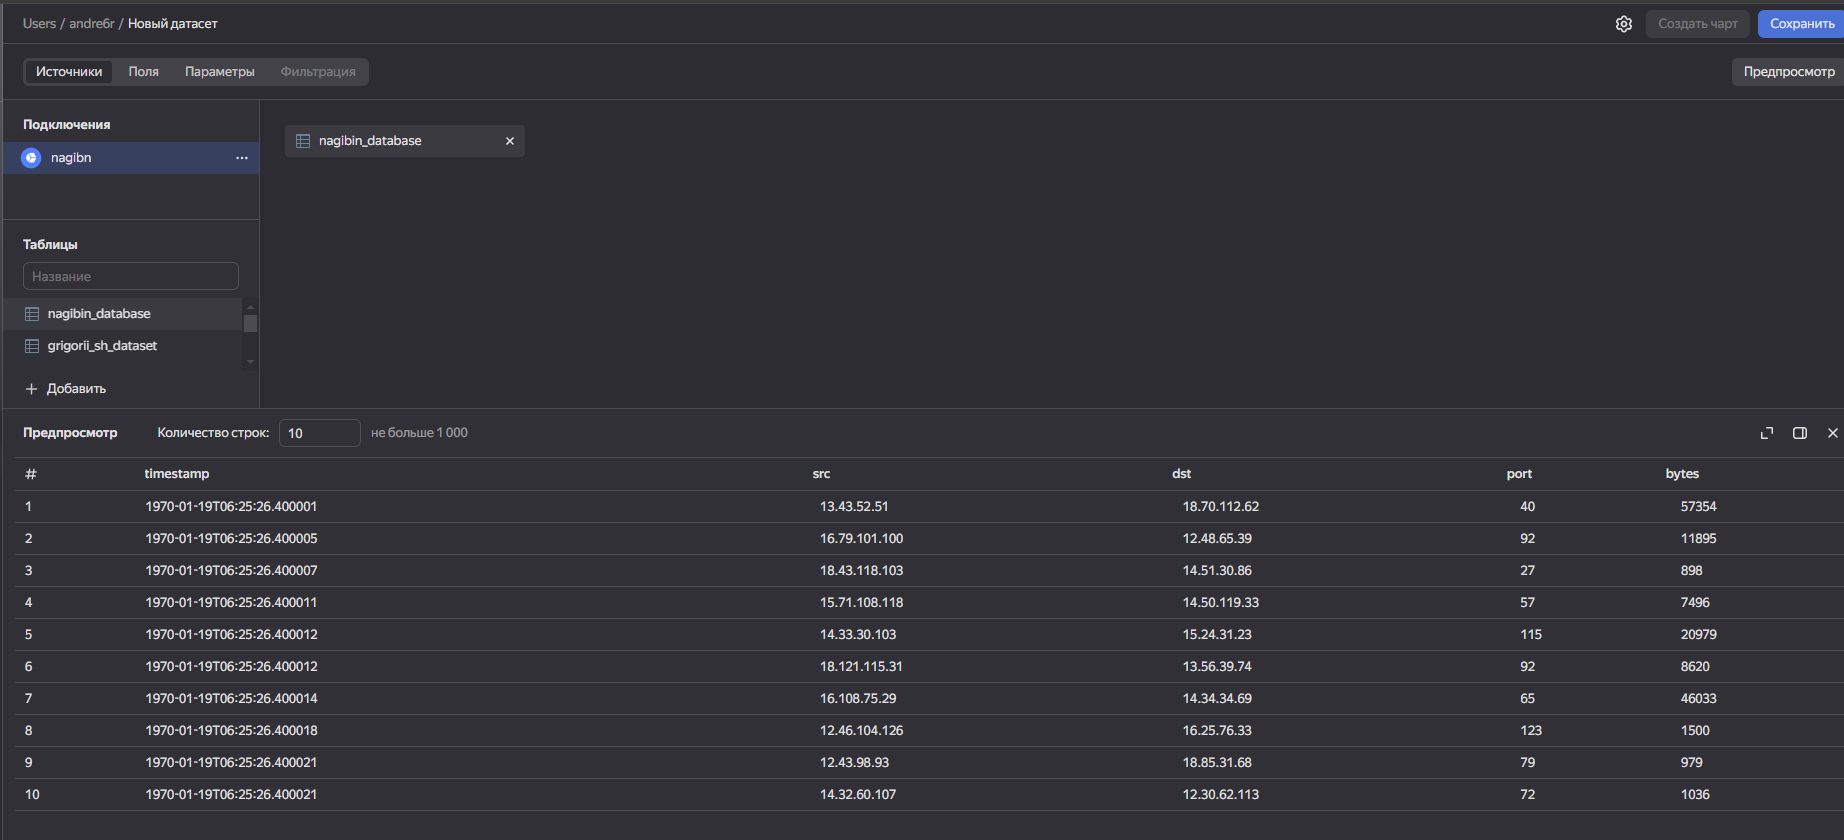 Users / andre6r / Новый датасет
Создать чарт
Сохранить
Источники Поля Параметры Фильтрация
Предпросмотр
Подключения
nagibn
nagibin_database
Таблицы
Название
nagibin_database
grigorii_sh_dataset
+ Добавить
Предпросмотр Количество строк: 10 не больше 1 000
# timestamp src dst port bytes
1 1970-01-19T06:25:26.400001 13.43.52.51 18.70.112.62 40 57354
2 1970-01-19T06:25:26.400005 16.79.101.100 12.48.65.39 92 11895
3 1970-01-19T06:25:26.400007 18.43.118.103 14.51.30.86 27 898
4 1970-01-19T06:25:26.400011 15.71.108.118 14.50.119.33 57 7496
5 1970-01-19T06:25:26.400012 14.33.30.103 15.24.31.23 115 20979
6 1970-01-19T06:25:26.400012 18.121.115.31 13.56.39.74 92 8620
7 1970-01-19T06:25:26.400014 16.108.75.29 14.34.34.69 65 46033
8 1970-01-19T06:25:26.400018 12.46.104.126 16.25.76.33 123 1500
9 1970-01-19T06:25:26.400021 12.43.98.93 18.85.31.68 79 979
10 1970-01-19T06:25:26.400021 14.32.60.107 12.30.62.113 72 1036